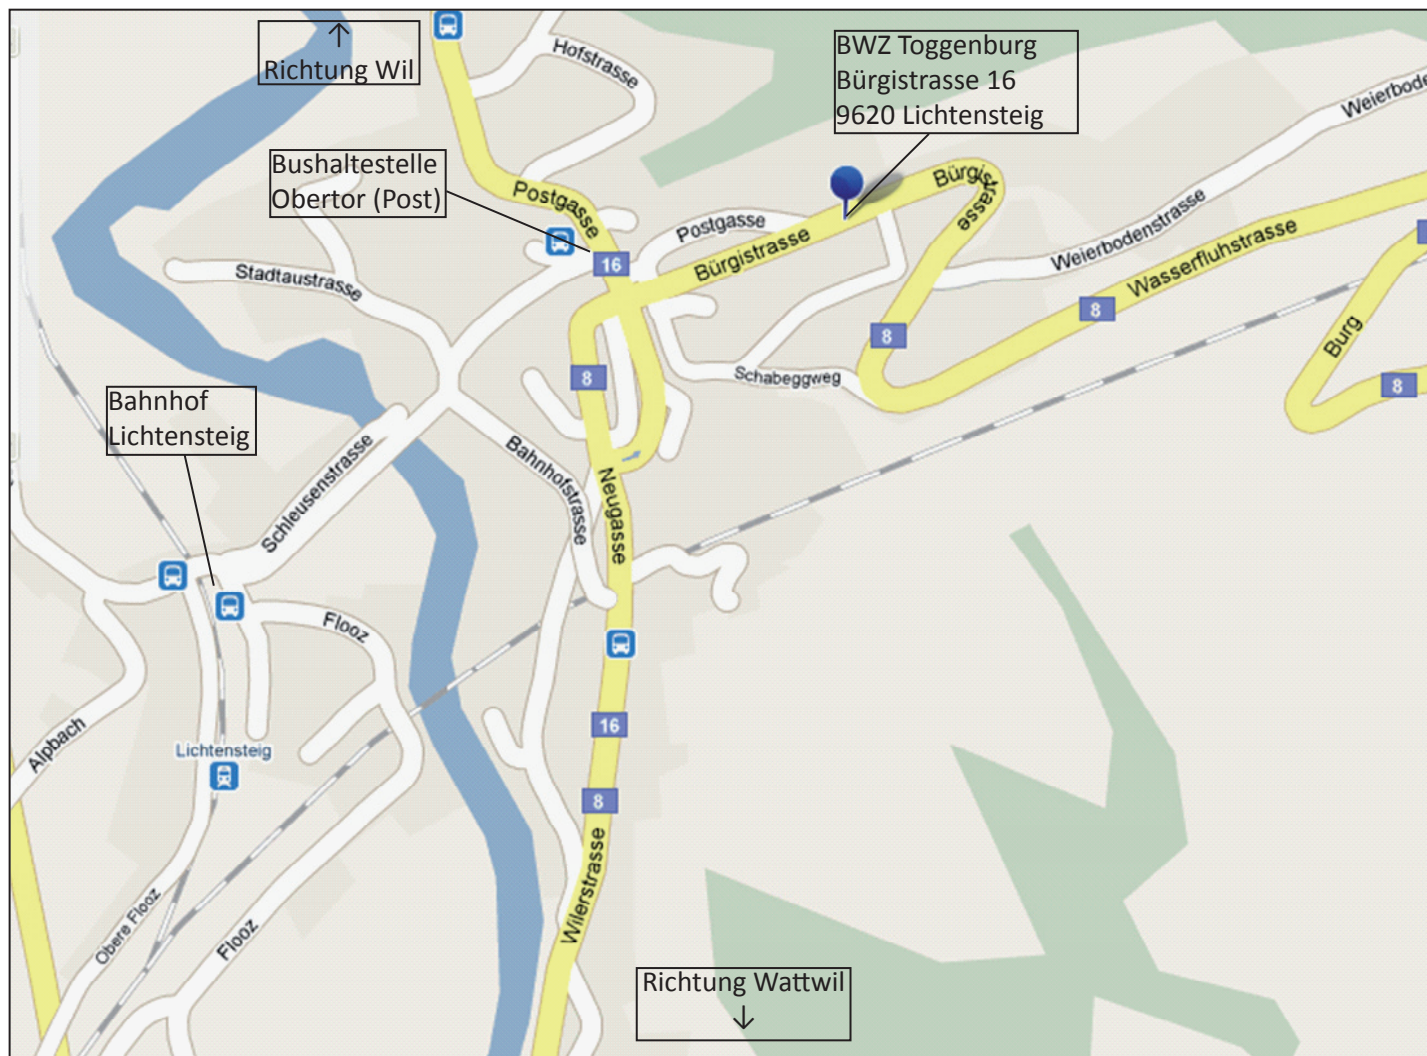 ↑
Richtung Wil
Hofstrasse
BWZ Toggenburg
Bürgistrasse 16
9620 Lichtensteig
Weierbode
Bushaltestelle
Obertor (Post)
Postgasse
Bürgistrasse
Postgasse
Bürgistrasse
16
Stadtaustrasse
Weierbodenstrasse
Wasserfluhstrasse
8
8
Burg
8
8
Schabeggweg
Bahnhof
Lichtensteig
Schleusenstrasse
Bahnhofstrasse
Neugasse
Flooz
Alpbach
Lichtensteig
16
8
Wilerstrasse
Obere Flooz
Flooz
Richtung Wattwil
↓